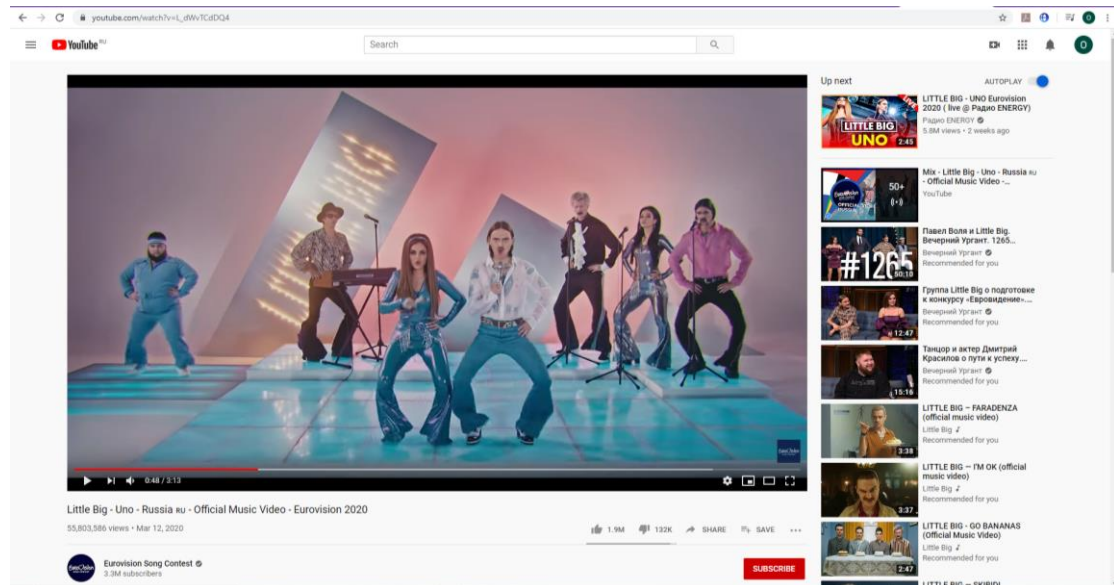 youtube.com/watch?v=L_dWvTCdDQ4
YouTube RU
Search
O
LITTLE BIG
UNO
2:45
50+
#1265
50:10
12:47
15:16
3:38
3:37
2:47
0:48 / 3:13
Little Big - Uno - Russia RU - Official Music Video - Eurovision 2020
55,803,586 views • Mar 12, 2020
1.9M
132K
SHARE
SAVE
Eurovision Song Contest
3.3M subscribers
SUBSCRIBE
Up next
AUTOPLAY
LITTLE BIG - UNO Eurovision
2020 ( live @ Радио ENERGY)
Радио ENERGY
5.8M views • 2 weeks ago
Mix - Little Big - Uno - Russia RU
- Official Music Video -...
YouTube
Павел Воля и Little Big.
Вечерний Ургант. 1265...
Вечерний Ургант
Recommended for you
Группа Little Big о подготовке
к конкурсу «Евровидение»....
Вечерний Ургант
Recommended for you
Танцор и актер Дмитрий
Красилов о пути к успеху....
Вечерний Ургант
Recommended for you
LITTLE BIG – FARADENZA
(official music video)
Little Big
Recommended for you
LITTLE BIG — I'M OK (official
music video)
Little Big
Recommended for you
LITTLE BIG - GO BANANAS
(Official Music Video)
Little Big
Recommended for you
LITTLE BIG – SKIBIDI